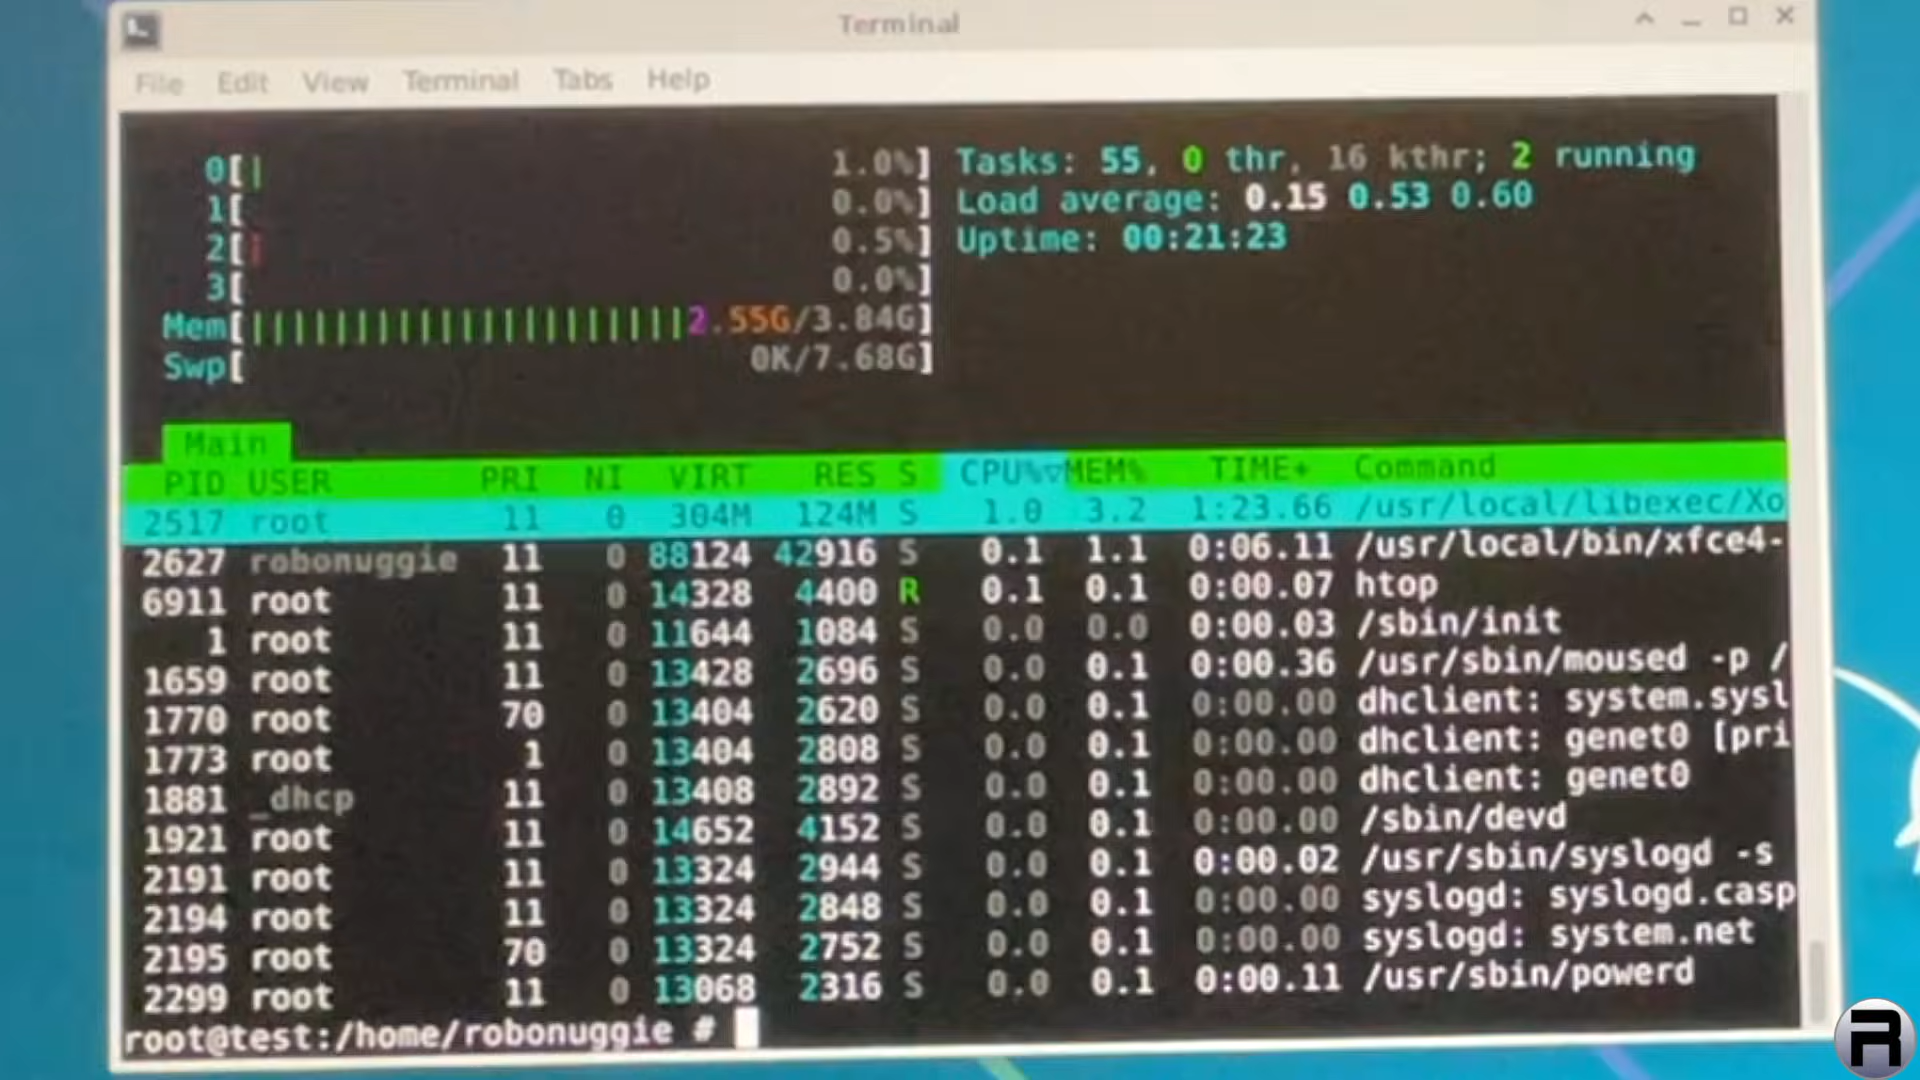 Terminal
File Edit View Terminal Tabs Help
0[| 1.0%] Tasks: 55, 0 thr, 16 kthr; 2 running
1[ 0.0%] Load average: 0.15 0.53 0.60
2[| 0.5%] Uptime: 00:21:23
3[ 0.0%]
Mem[|||||||||||||||||||||2.55G/3.84G]
Swp[ 0K/7.68G]
Main
PID USER PRI NI VIRT RES S CPU%▽MEM% TIME+ Command
2517 root 11 0 304M 124M S 1.0 3.2 1:23.66 /usr/local/libexec/Xo
2627 robonuggie 11 0 88124 42916 S 0.1 1.1 0:06.11 /usr/local/bin/xfce4-
6911 root 11 0 14328 4400 R 0.1 0.1 0:00.07 htop
1 root 11 0 11644 1084 S 0.0 0.0 0:00.03 /sbin/init
1659 root 11 0 13428 2696 S 0.0 0.1 0:00.36 /usr/sbin/moused -p /
1770 root 70 0 13404 2620 S 0.0 0.1 0:00.00 dhclient: system.sysl
1773 root 1 0 13404 2808 S 0.0 0.1 0:00.00 dhclient: genet0 [pri
1881 _dhcp 11 0 13408 2892 S 0.0 0.1 0:00.00 dhclient: genet0
1921 root 11 0 14652 4152 S 0.0 0.1 0:00.00 /sbin/devd
2191 root 11 0 13324 2944 S 0.0 0.1 0:00.02 /usr/sbin/syslogd -s
2194 root 11 0 13324 2848 S 0.0 0.1 0:00.00 syslogd: syslogd.casp
2195 root 70 0 13324 2752 S 0.0 0.1 0:00.00 syslogd: system.net
2299 root 11 0 13068 2316 S 0.0 0.1 0:00.11 /usr/sbin/powerd
root@test:/home/robonuggie #
R